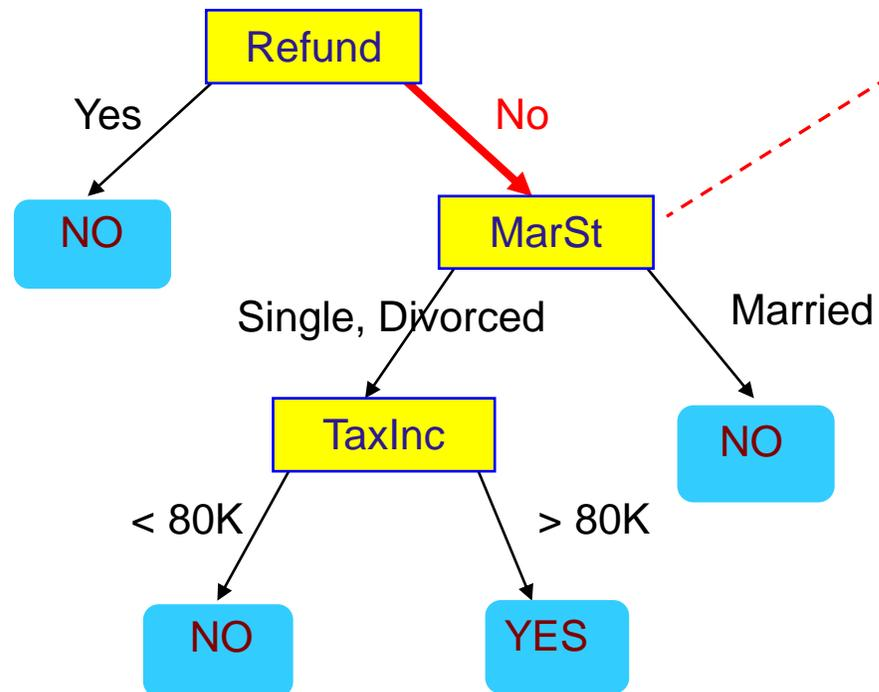 Refund
Yes
No
NO
MarSt
Single, Divorced
Married
TaxInc
NO
< 80K
> 80K
NO
YES